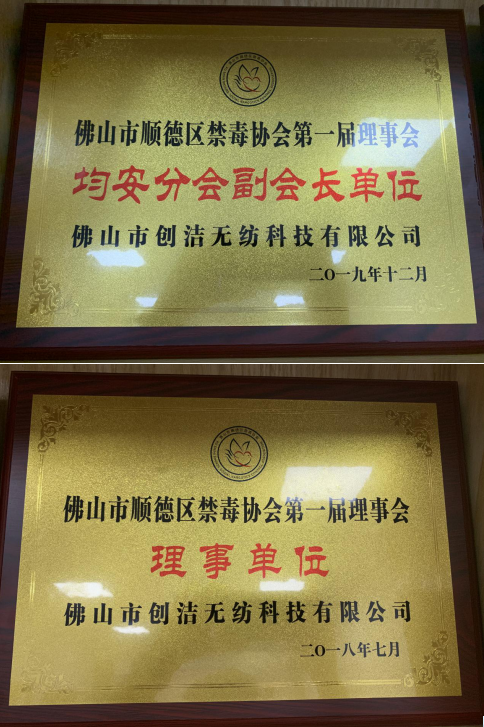 佛山市顺德区禁毒协会第一届理事会
均安分会副会长单位
佛山市创洁无纺科技有限公司
二〇一九年十二月
佛山市顺德区禁毒协会第一届理事会
理事单位
佛山市创洁无纺科技有限公司
二〇一八年七月